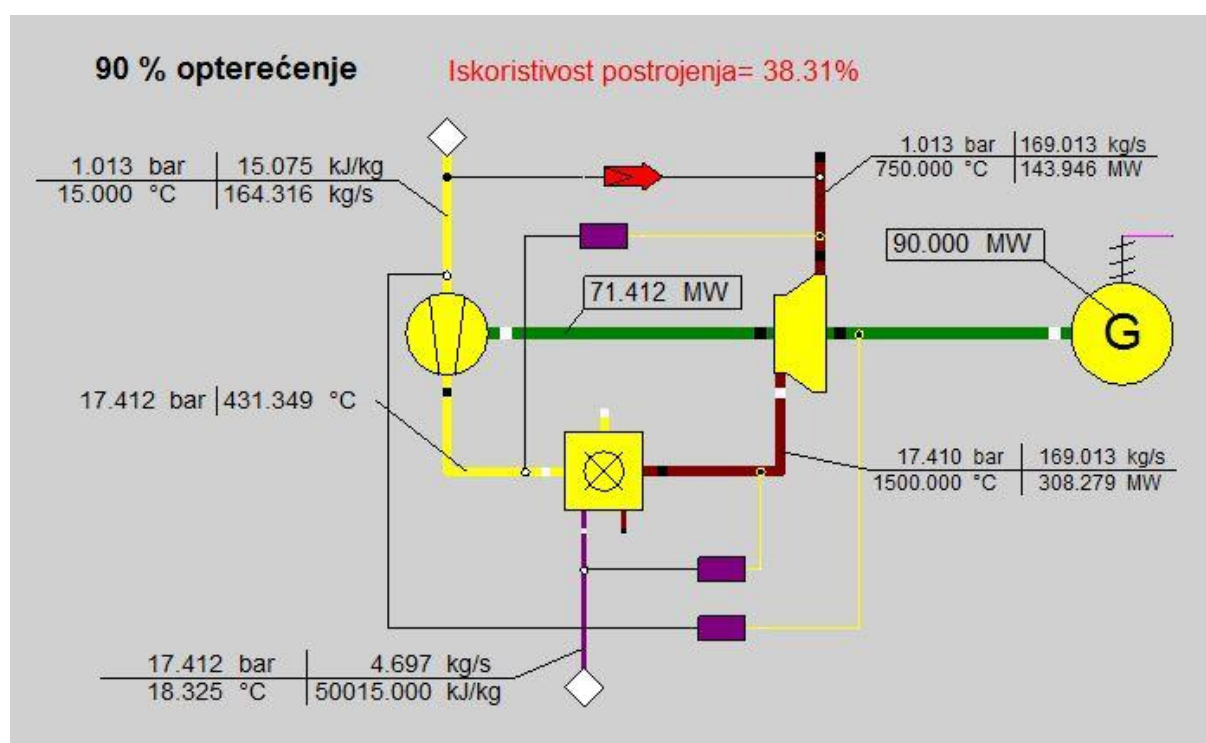 90 % opterećenje
Iskoristivost postrojenja= 38.31%
1.013 bar 15.075 kJ/kg
15.000 °C 164.316 kg/s
1.013 bar 169.013 kg/s
750.000 °C 143.946 MW
90.000 MW
71.412 MW
G
17.412 bar 431.349 °C
17.410 bar 169.013 kg/s
1500.000 °C 308.279 MW
17.412 bar 4.697 kg/s
18.325 °C 50015.000 kJ/kg